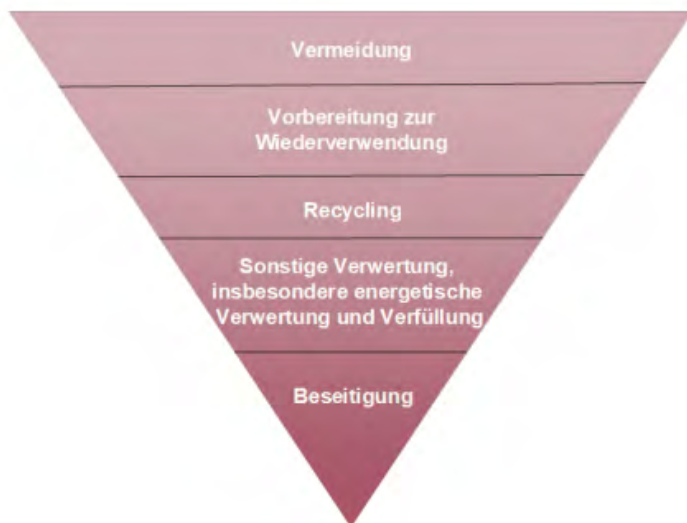 Vermeidung
Vorbereitung zur
Wiederverwendung
Recycling
Sonstige Verwertung,
insbesondere energetische
Verwertung und Verfüllung
Beseitigung